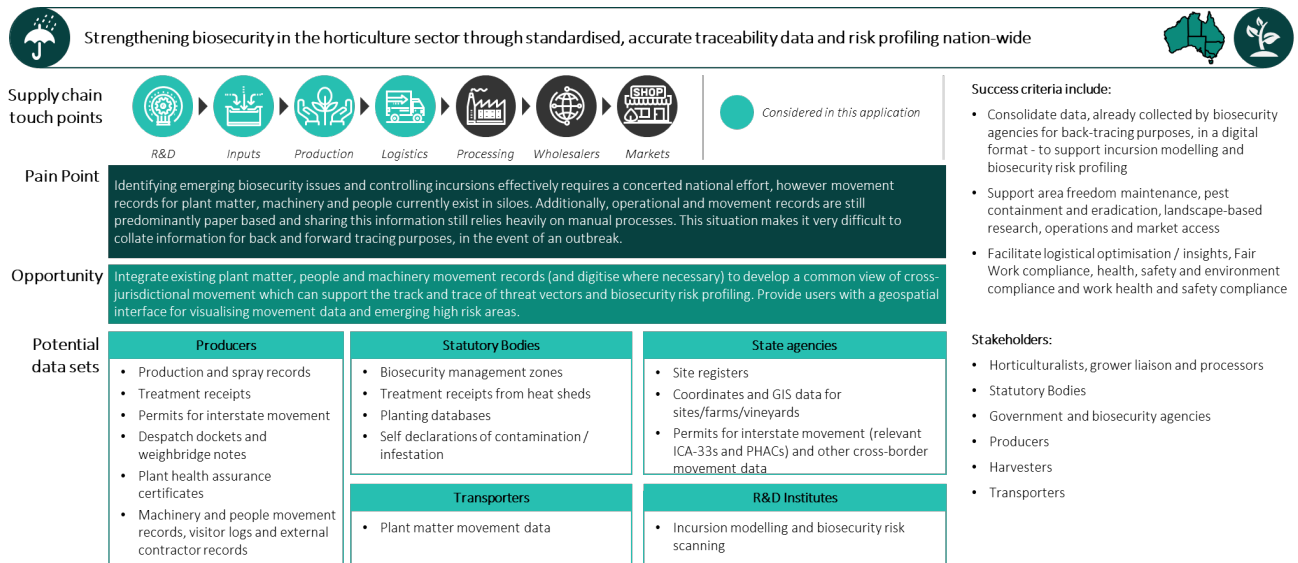 Strengthening biosecurity in the horticulture sector through standardised, accurate traceability data and risk profiling nation-wide
Supply chain
touch points
SHOP
Considered in this application
R&D
Inputs
Production
Logistics
Processing
Wholesalers
Markets
Pain Point
Identifying emerging biosecurity issues and controlling incursions effectively requires a concerted national effort, however movement
records for plant matter, machinery and people currently exist in siloes. Additionally, operational and movement records are still
predominantly paper based and sharing this information still relies heavily on manual processes. This situation makes it very difficult to
collate information for back and forward tracing purposes, in the event of an outbreak.
Opportunity
Integrate existing plant matter, people and machinery movement records (and digitise where necessary) to develop a common view of cross-
jurisdictional movement which can support the track and trace of threat vectors and biosecurity risk profiling. Provide users with a geospatial
interface for visualising movement data and emerging high risk areas.
Potential
data sets
Producers
• Production and spray records
• Treatment receipts
• Permits for interstate movement
• Despatch dockets and
weighbridge notes
• Plant health assurance
certificates
• Machinery and people movement
records, visitor logs and external
contractor records
Statutory Bodies
• Biosecurity management zones
• Treatment receipts from heat sheds
• Planting databases
• Self declarations of contamination /
infestation
Transporters
• Plant matter movement data
State agencies
• Site registers
• Coordinates and GIS data for
sites/farms/vineyards
• Permits for interstate movement (relevant
ICA-33s and PHACs) and other cross-border
movement data
R&D Institutes
• Incursion modelling and biosecurity risk
scanning
Success criteria include:
• Consolidate data, already collected by biosecurity
agencies for back-tracing purposes, in a digital
format - to support incursion modelling and
biosecurity risk profiling
• Support area freedom maintenance, pest
containment and eradication, landscape-based
research, operations and market access
• Facilitate logistical optimisation / insights, Fair
Work compliance, health, safety and environment
compliance and work health and safety compliance
Stakeholders:
• Horticulturalists, grower liaison and processors
• Statutory Bodies
• Government and biosecurity agencies
• Producers
• Harvesters
• Transporters